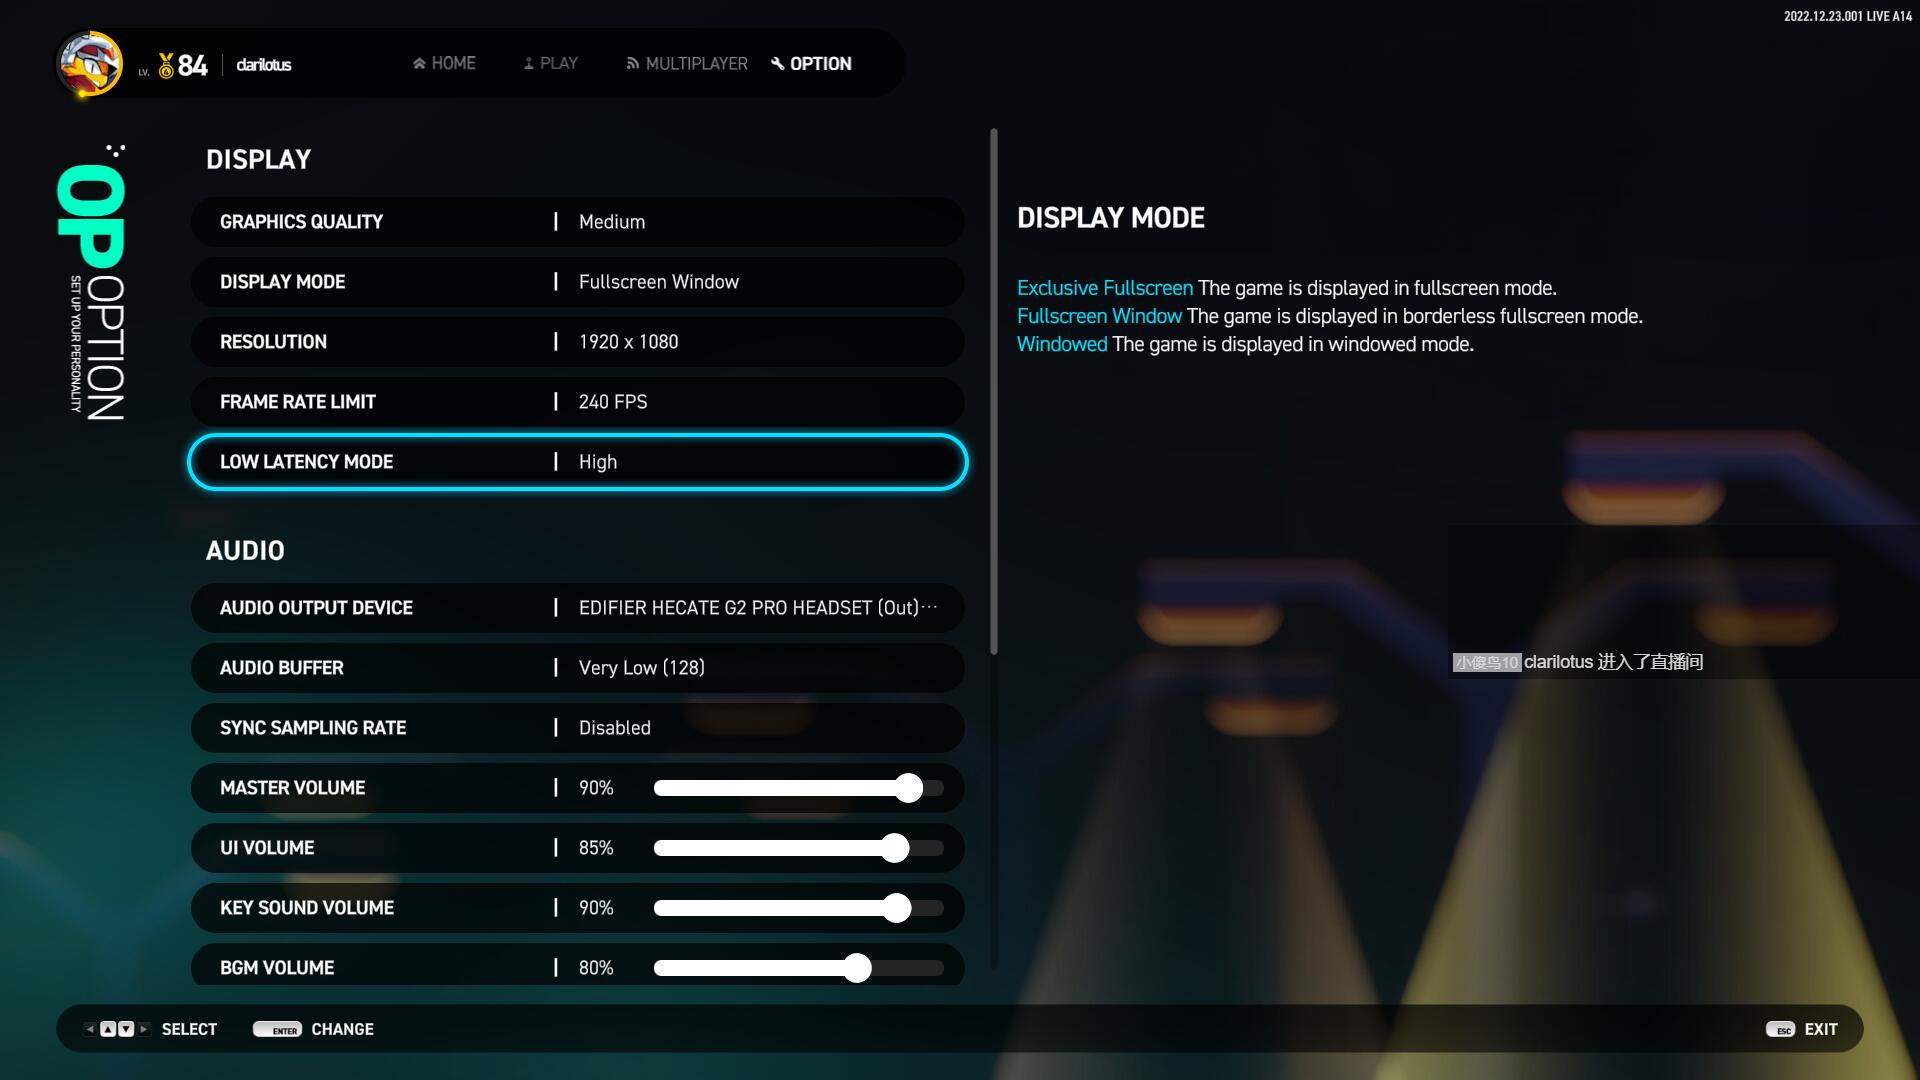 2022.12.23.001 LIVE A14
LV. 84 clarilotus
HOME PLAY MULTIPLAYER OPTION
OP
OPTION
SET UP YOUR PERSONALITY
DISPLAY
GRAPHICS QUALITY Medium
DISPLAY MODE Fullscreen Window
RESOLUTION 1920 x 1080
FRAME RATE LIMIT 240 FPS
LOW LATENCY MODE High
AUDIO
AUDIO OUTPUT DEVICE EDIFIER HECATE G2 PRO HEADSET (Out)···
AUDIO BUFFER Very Low (128)
SYNC SAMPLING RATE Disabled
MASTER VOLUME 90%
UI VOLUME 85%
KEY SOUND VOLUME 90%
BGM VOLUME 80%
DISPLAY MODE
Exclusive Fullscreen The game is displayed in fullscreen mode.
Fullscreen Window The game is displayed in borderless fullscreen mode.
Windowed The game is displayed in windowed mode.
小傻鸟10 clarilotus 进入了直播间
SELECT ENTER CHANGE
ESC EXIT